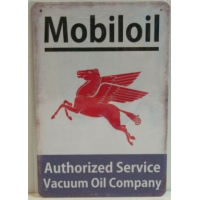 Mobiloil
Authorized Service
Vacuum Oil Company